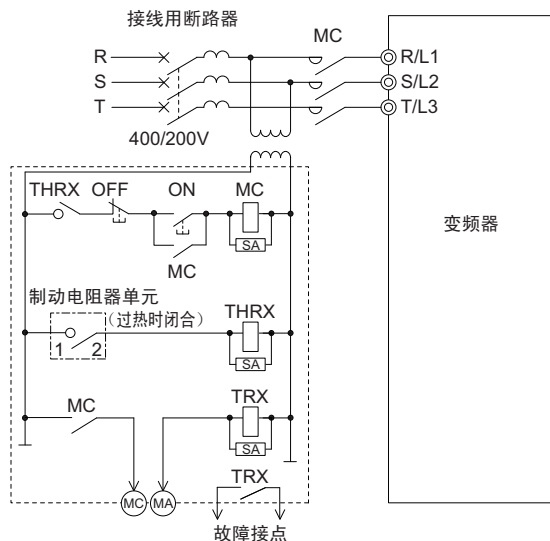 接线用断路器
MC
R
R/L1
S
S/L2
T
T/L3
400/200V
THRX
OFF
ON
MC
SA
MC
变频器
制动电阻器单元
(过热时闭合)
1
2
THRX
SA
MC
TRX
SA
TRX
MC
MA
故障接点